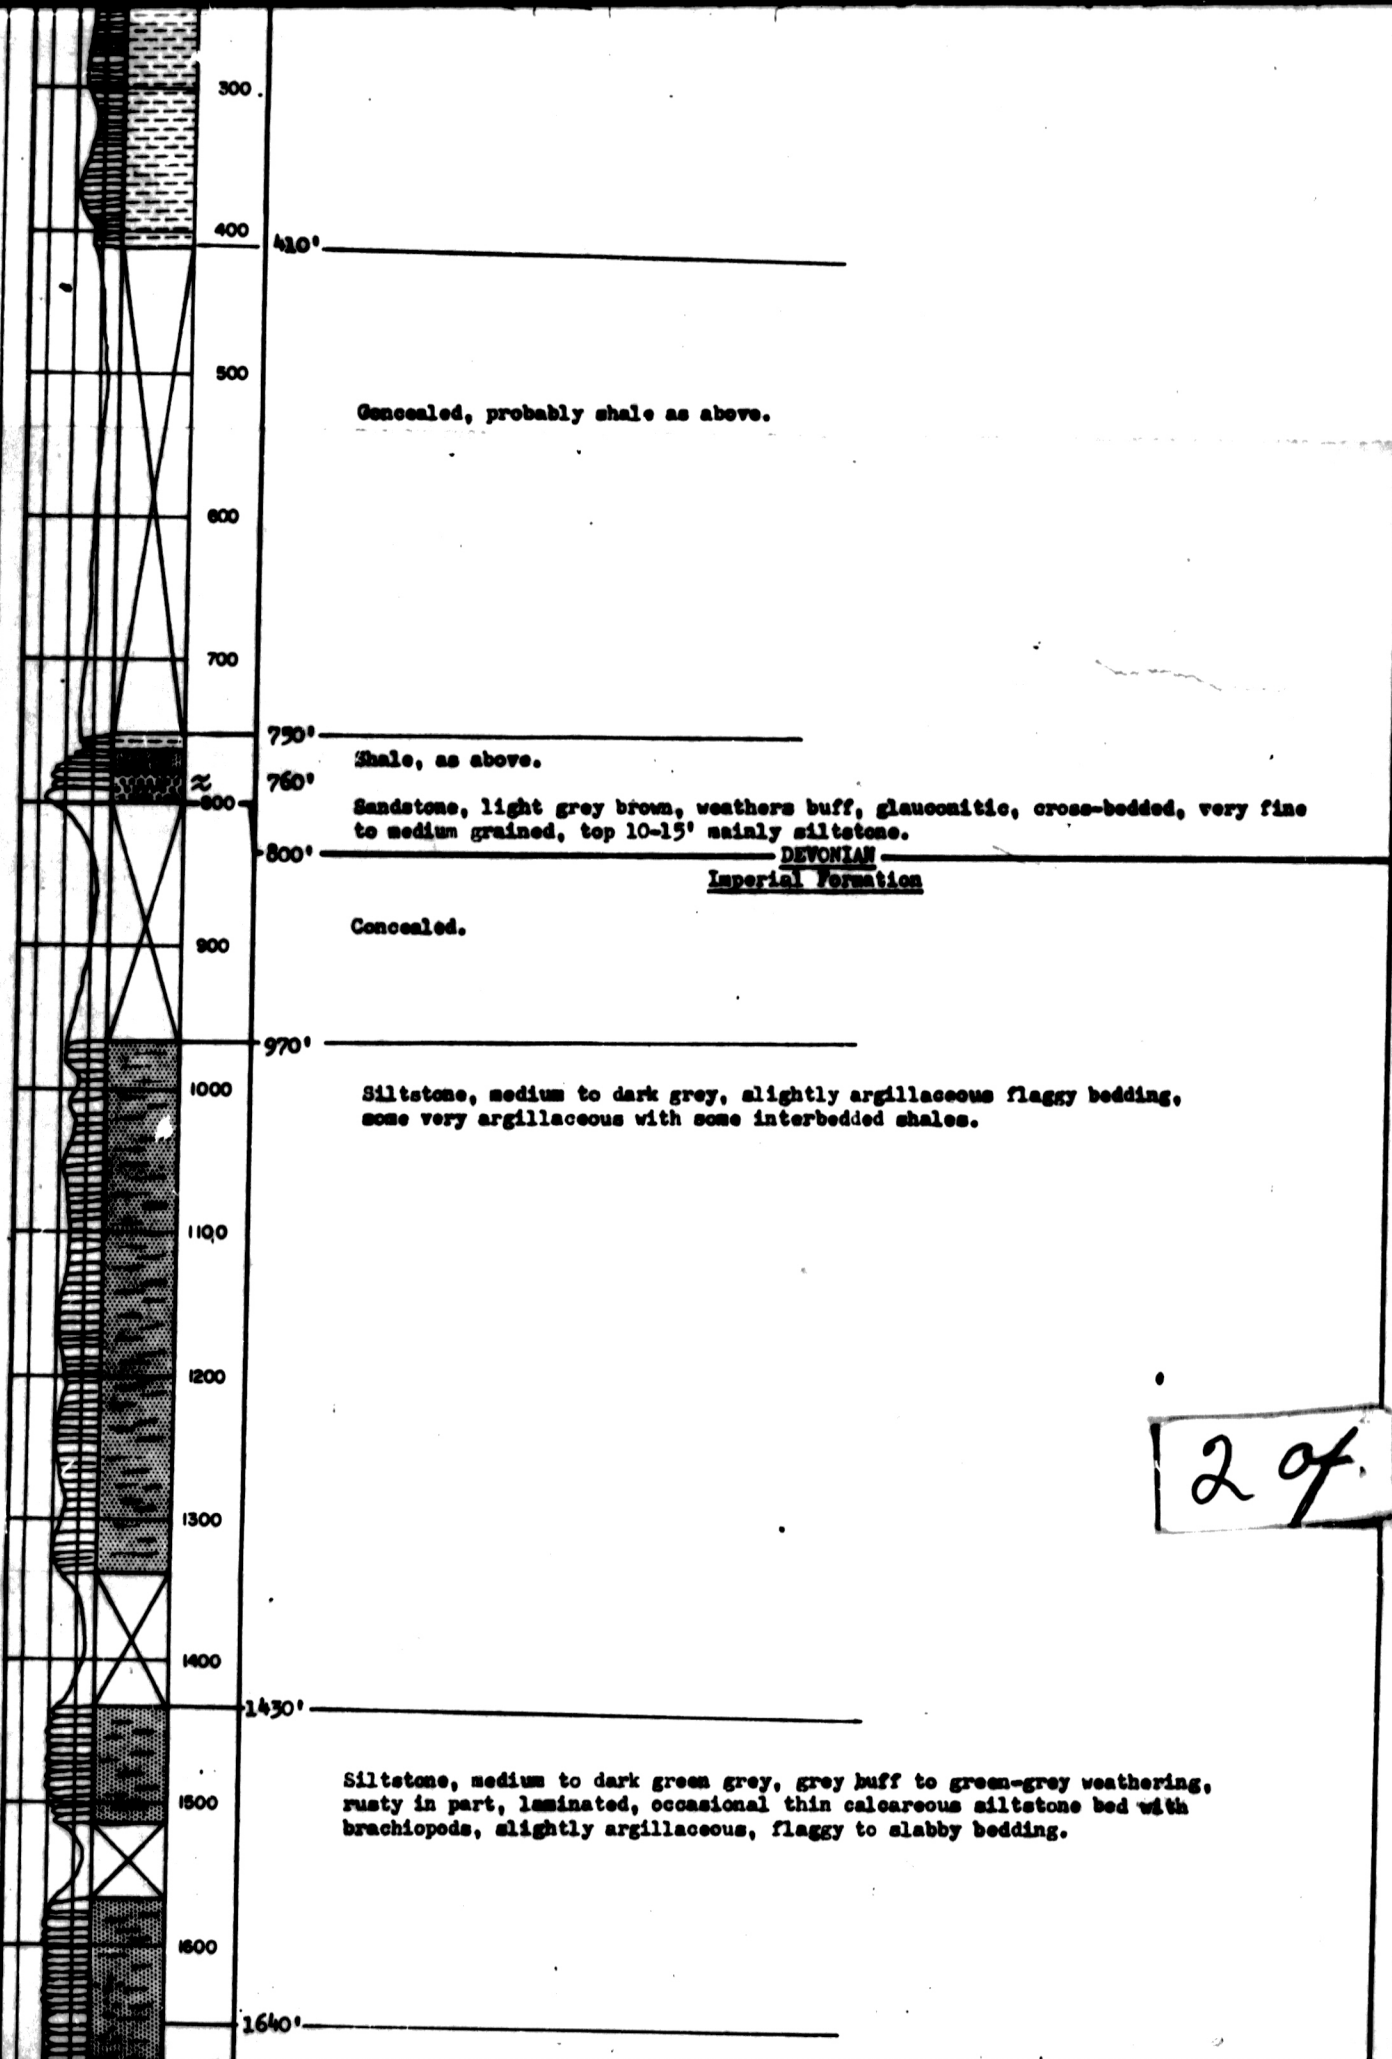 300
400
410'
500
Concealed, probably shale as above.
600
700
750'
Shale, as above.
760'
800
Sandstone, light grey brown, weathers buff, glauconitic, cross-bedded, very fine
to medium grained, top 10-15' mainly siltstone.
800'
DEVONIAN
Imperial Formation
Concealed.
900
970'
1000
Siltstone, medium to dark grey, slightly argillaceous flaggy bedding,
some very argillaceous with some interbedded shales.
1100
1200
2 of
1300
1400
1430'
Siltstone, medium to dark green grey, grey buff to green-grey weathering,
rusty in part, laminated, occasional thin calcareous siltstone bed with
1500
brachiopods, slightly argillaceous, flaggy to slabby bedding.
1600
1640'